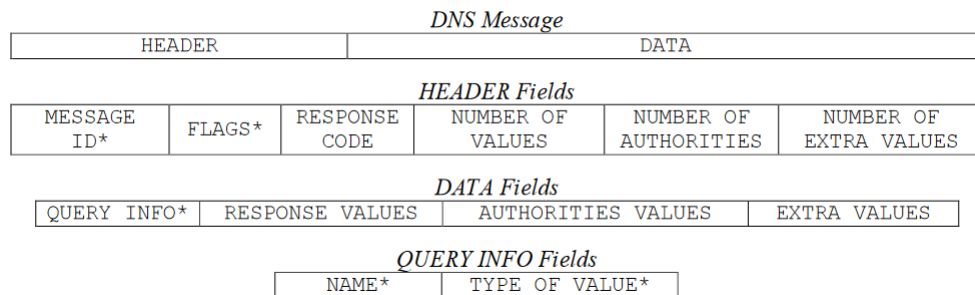 DNS Message
HEADER DATA
HEADER Fields
MESSAGE ID* FLAGS* RESPONSE CODE NUMBER OF VALUES NUMBER OF AUTHORITIES NUMBER OF EXTRA VALUES
DATA Fields
QUERY INFO* RESPONSE VALUES AUTHORITIES VALUES EXTRA VALUES
QUERY INFO Fields
NAME* TYPE OF VALUE*